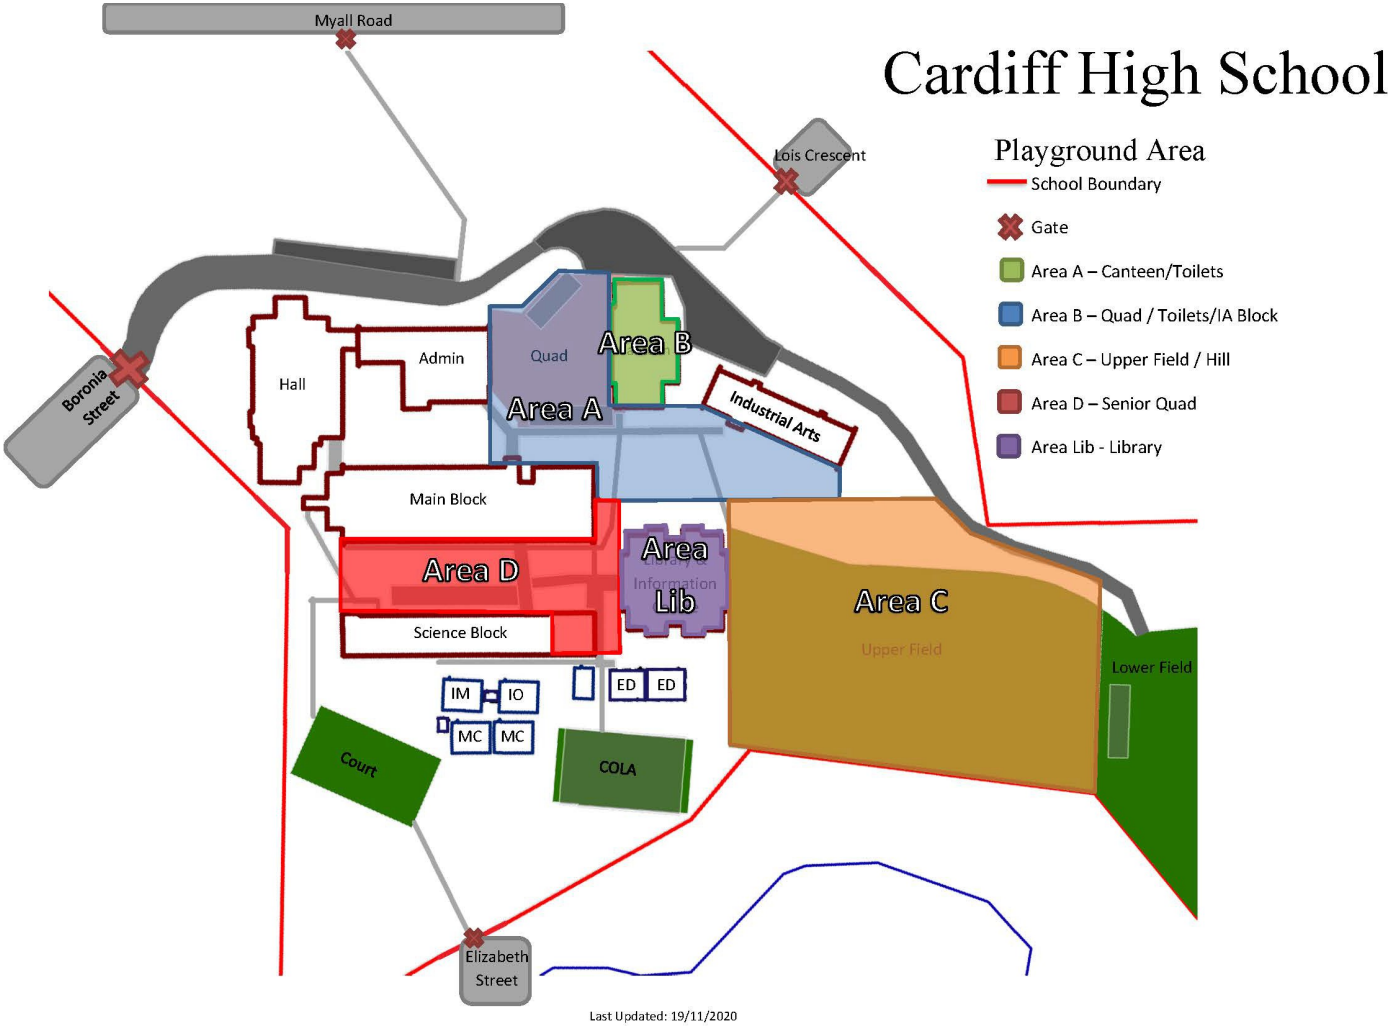 Myall Road
Cardiff High School
Lois Crescent
Playground Area
School Boundary
Gate
Area A – Canteen/Toilets
Area B – Quad / Toilets/IA Block
Area C – Upper Field / Hill
Area D – Senior Quad
Area Lib - Library
Boronia
Street
Hall
Admin
Quad
Area B
Area A
Industrial Arts
Main Block
Area D
Area
Library &
Information
Lib
Area C
Upper Field
Science Block
Lower Field
IM
IO
ED
ED
MC
MC
Court
COLA
Elizabeth
Street
Last Updated: 19/11/2020